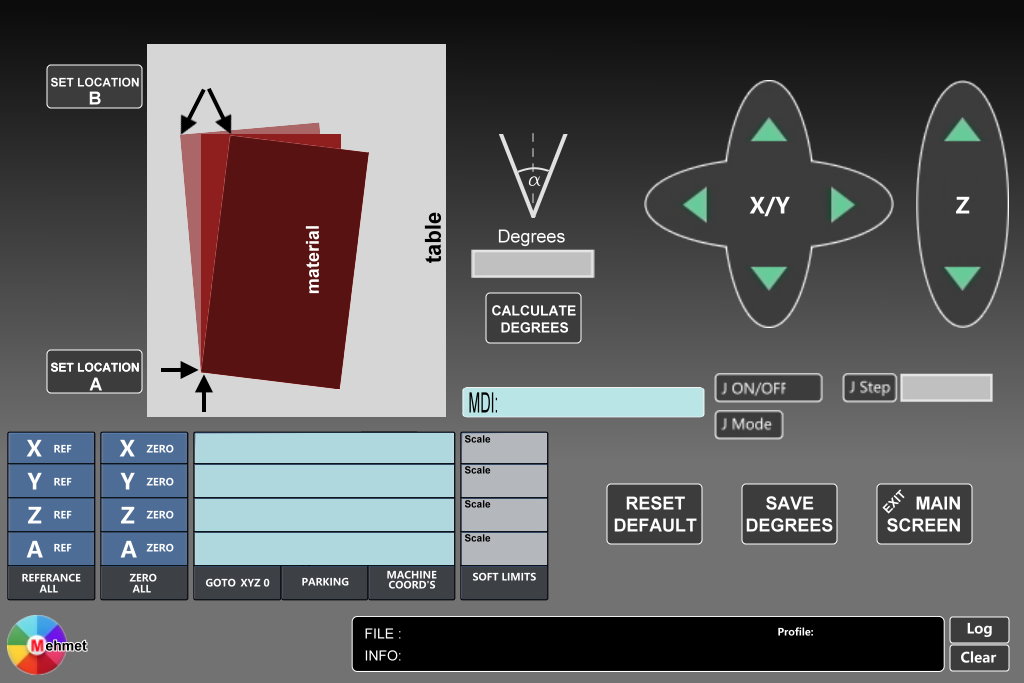 SET LOCATION
B
α
X/Y
Z
table
material
Degrees
CALCULATE
DEGREES
SET LOCATION
A
MDI:
J ON/OFF
J Step
J Mode
X REF
X ZERO
Scale
Y REF
Y ZERO
Scale
Z REF
Z ZERO
Scale
A REF
A ZERO
Scale
REFERANCE
ALL
ZERO
ALL
GOTO XYZ 0
PARKING
MACHINE
COORD'S
SOFT LIMITS
RESET
DEFAULT
SAVE
DEGREES
EXIT MAIN
SCREEN
Mehmet
FILE :
Profile:
INFO:
Log
Clear